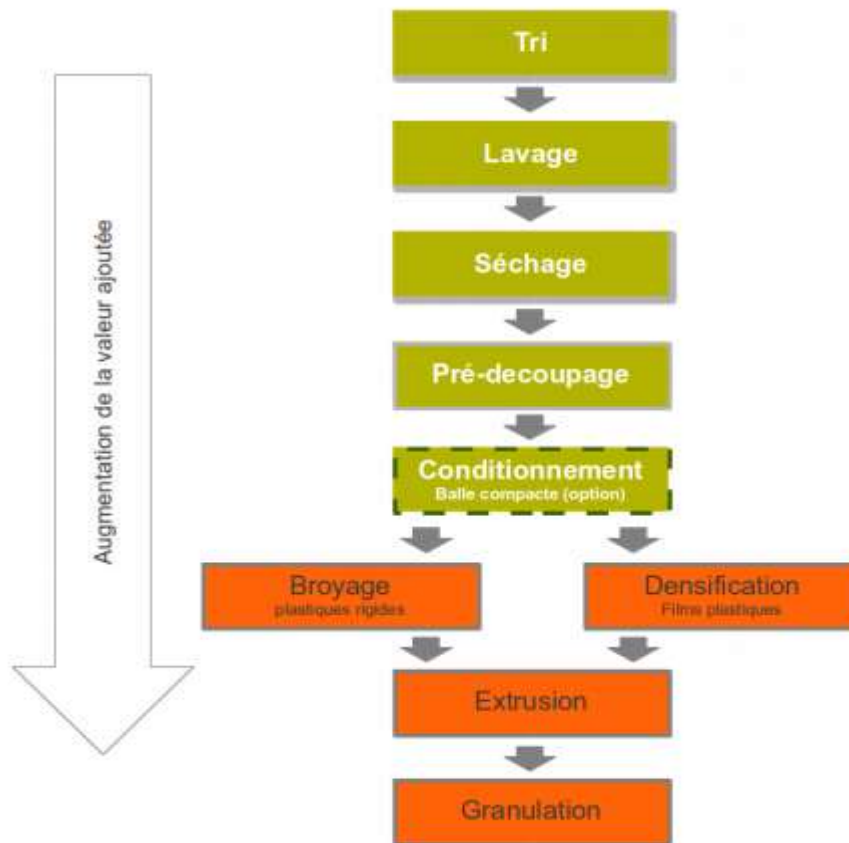 Tri
Lavage
Séchage
Pré-decoupage
Conditionnement
Balle compacte (option)
Broyage
plastiques rigides
Densification
Films plastiques
Extrusion
Granulation
Augmentation de la valeur ajoutée